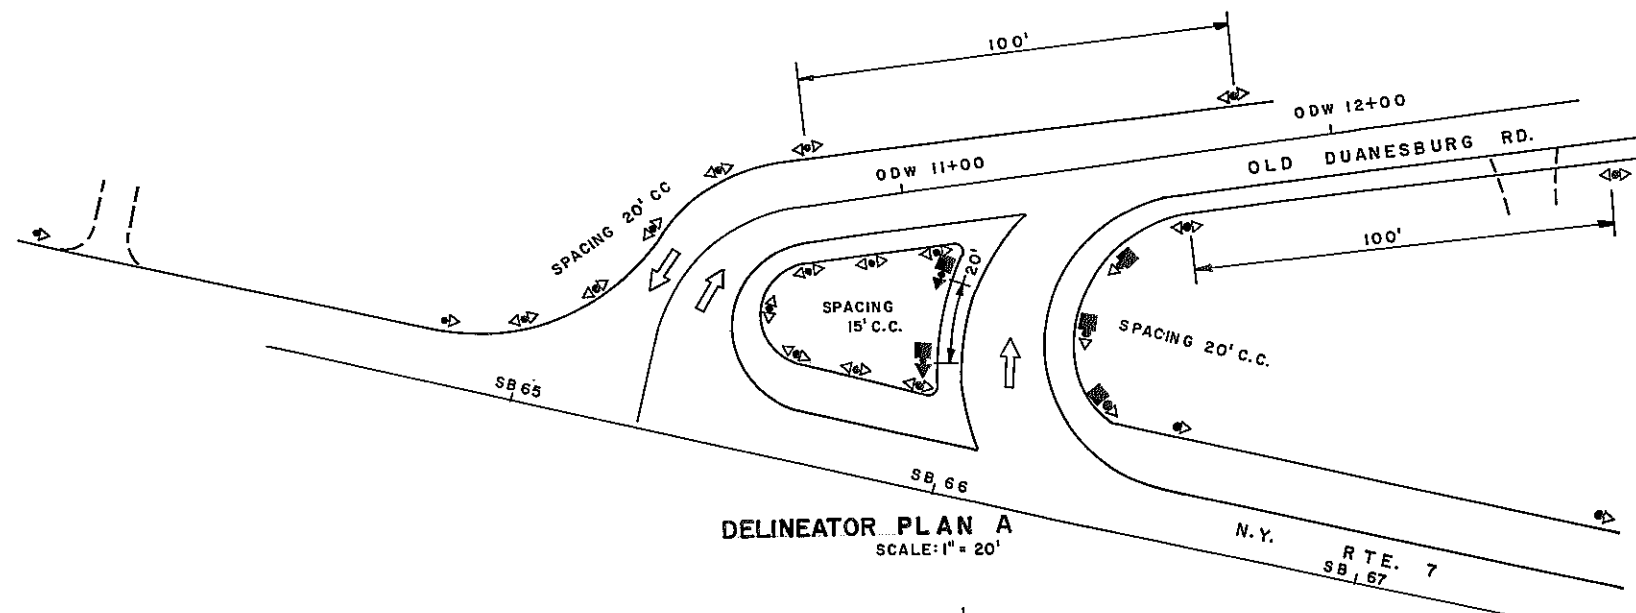 100'
ODW 12+00
OLD DUANESBURG RD.
ODW 11+00
SPACING 20' CC
100'
20'
SPACING
15' C.C.
SPACING 20' C.C.
SB 65
SB 66
DELINEATOR PLAN A
SCALE: 1" = 20'
N.Y. RTE. 7
SB 67